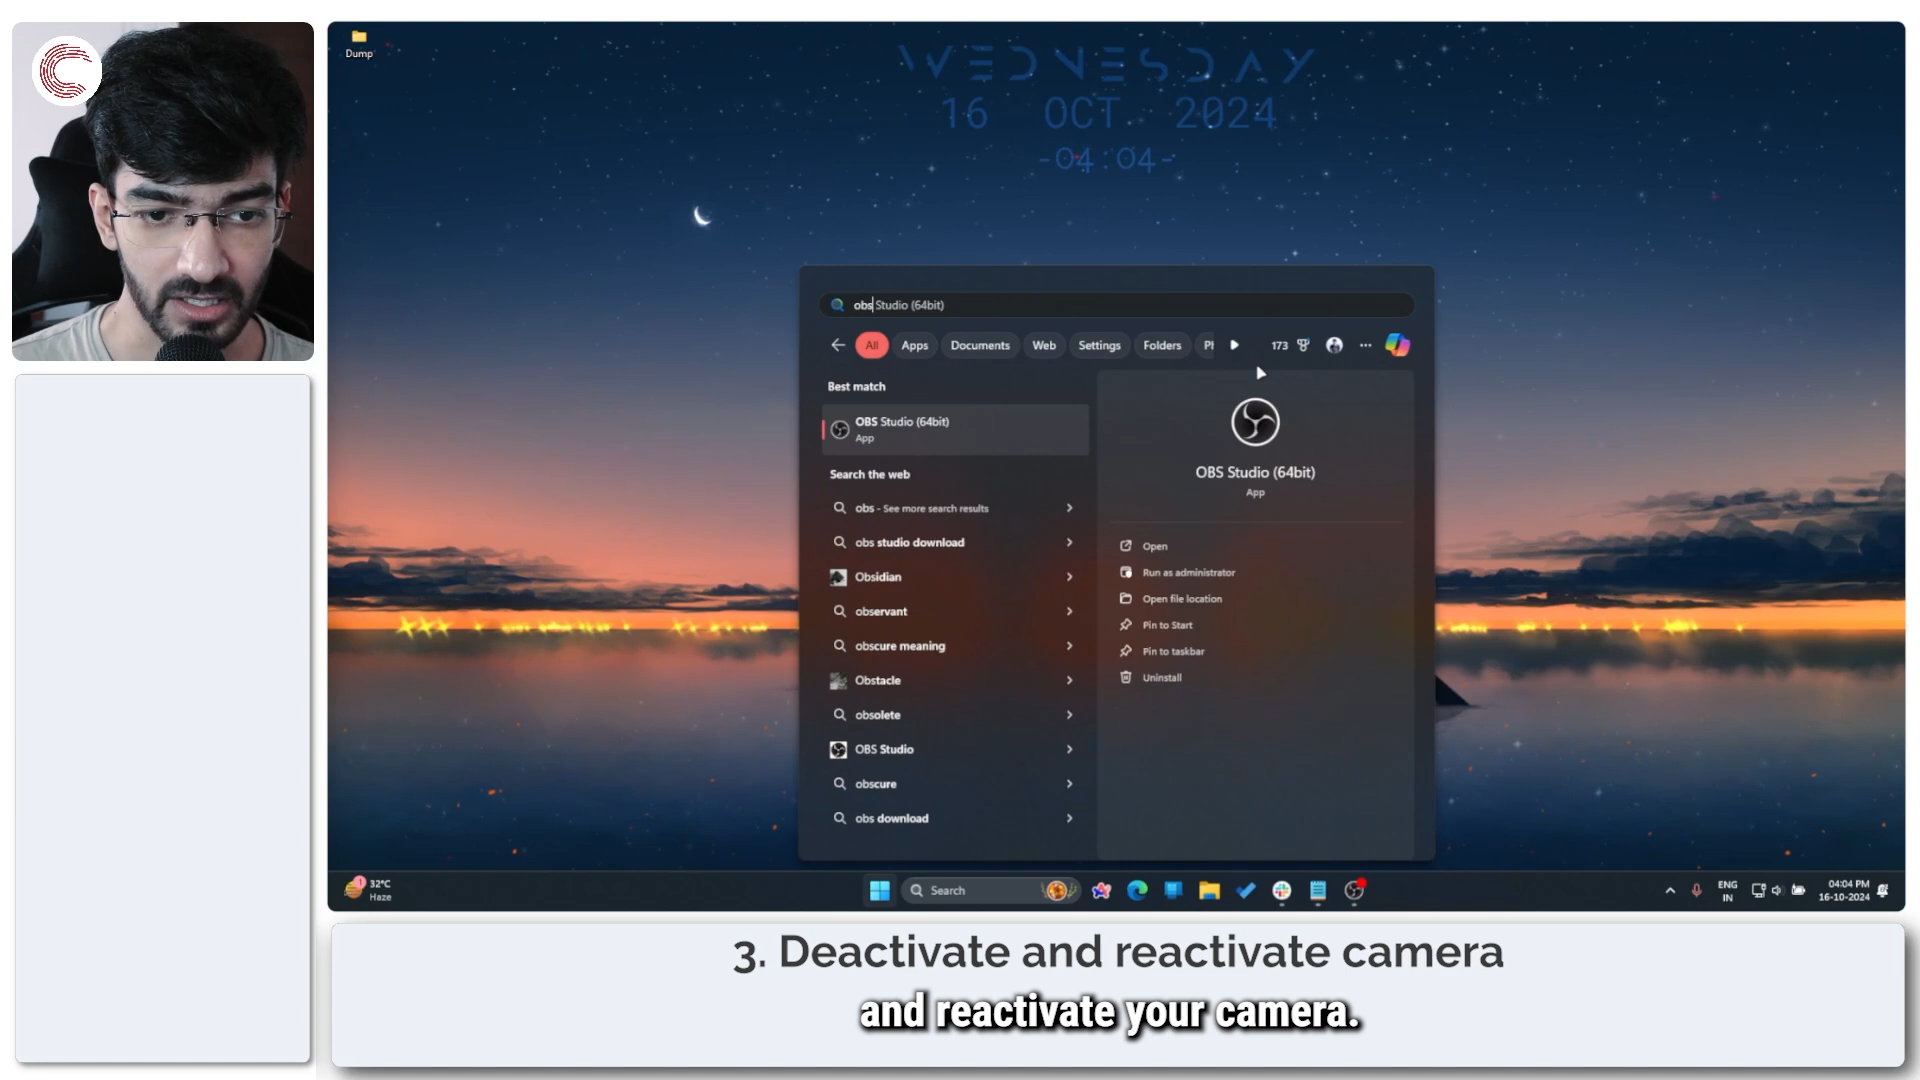 Dump
WEDNESDAY
16 OCT 2024
-04:04-
obs Studio (64bit)
All
Apps
Documents
Web
Settings
Folders
173
Best match
OBS Studio (64bit)
App
Search the web
obs - See more search results
obs studio download
Obsidian
observant
obscure meaning
Obstacle
obsolete
OBS Studio
obscure
obs download
OBS Studio (64bit)
App
Open
Run as administrator
Open file location
Pin to Start
Pin to taskbar
Uninstall
1
32°C
Haze
Search
ENG
IN
04:04 PM
16-10-2024
3. Deactivate and reactivate camera
and reactivate your camera.